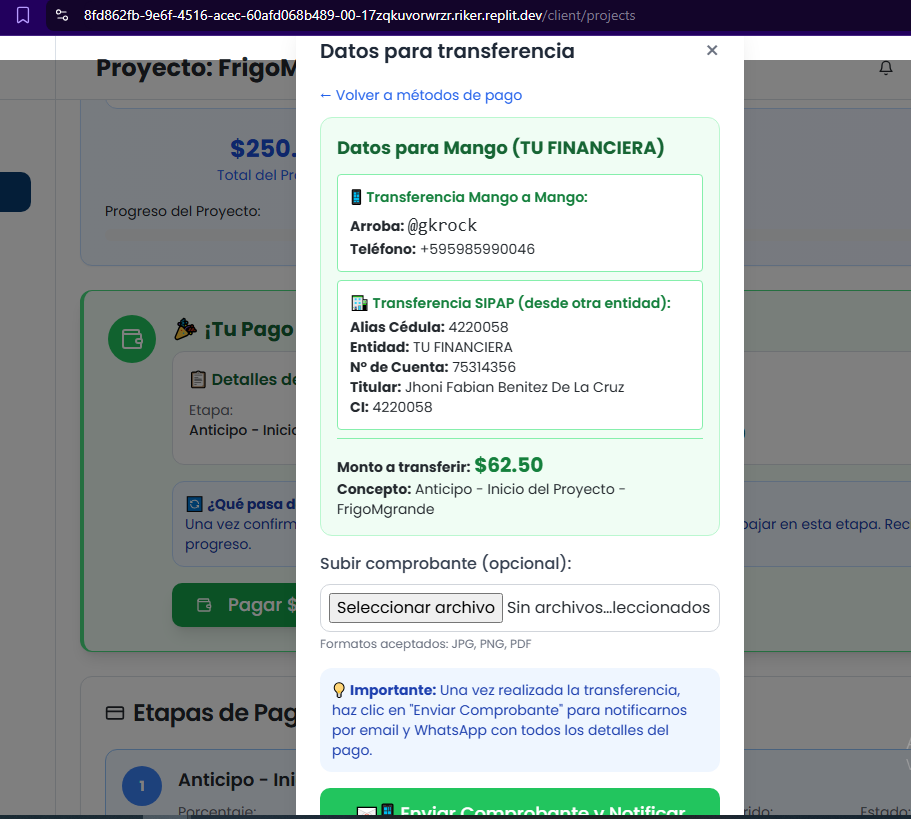 8fd862fb-9e6f-4516-acec-60afd068b489-00-17zqkuvorwrzr.riker.replit.dev/client/projects
Proyecto: FrigoM
$250.
Total del Pr
Progreso del Proyecto:
¡Tu Pago
Detalles de
Etapa:
Anticipo - Inicio
¿Qué pasa d
Una vez confirm
bajar en esta etapa. Rec
progreso.
Pagar $
Etapas de Pag
1
Anticipo - Ini
Porcentaje:
rido:
Estado:
Datos para transferencia
×
← Volver a métodos de pago
Datos para Mango (TU FINANCIERA)
Transferencia Mango a Mango:
Arroba: @gkrock
Teléfono: +595985990046
Transferencia SIPAP (desde otra entidad):
Alias Cédula: 4220058
Entidad: TU FINANCIERA
Nº de Cuenta: 75314356
Titular: Jhoni Fabian Benitez De La Cruz
CI: 4220058
Monto a transferir: $62.50
Concepto: Anticipo - Inicio del Proyecto -
FrigoMgrande
Subir comprobante (opcional):
Seleccionar archivo Sin archivos...leccionados
Formatos aceptados: JPG, PNG, PDF
Importante: Una vez realizada la transferencia,
haz clic en "Enviar Comprobante" para notificarnos
por email y WhatsApp con todos los detalles del
pago.
Enviar Comprobante y Notificar